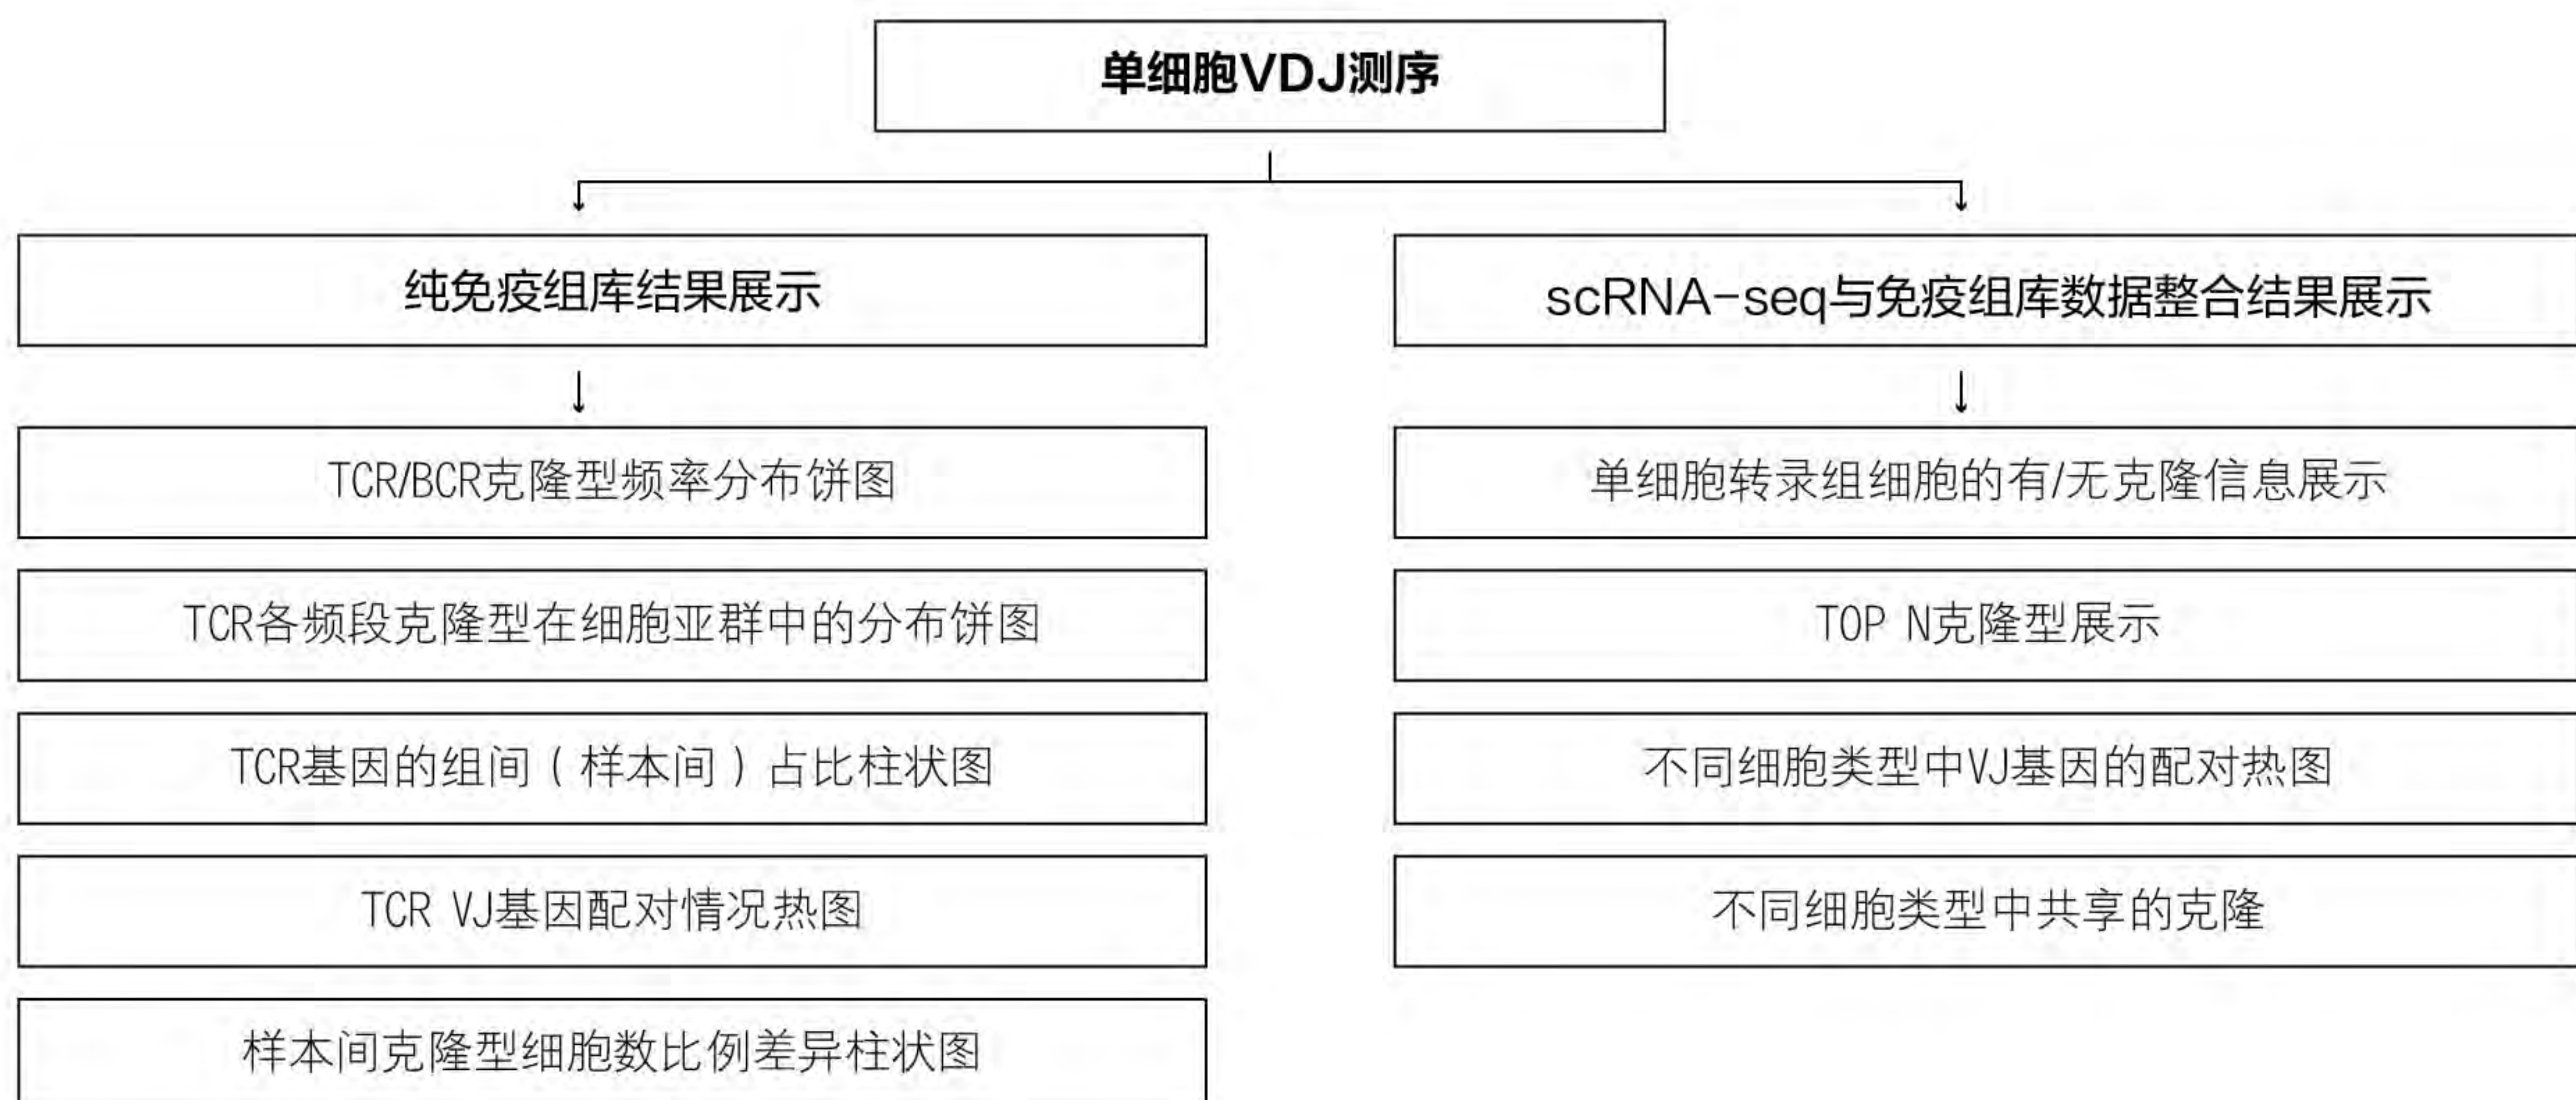 单细胞VDJ测序
纯免疫组库结果展示
scRNA-seq与免疫组库数据整合结果展示
TCR/BCR克隆型频率分布饼图
单细胞转录组细胞的有/无克隆信息展示
TCR各频段克隆型在细胞亚群中的分布饼图
TOP N克隆型展示
TCR基因的组间（样本间）占比柱状图
不同细胞类型中VJ基因的配对热图
TCR VJ基因配对情况热图
不同细胞类型中共享的克隆
样本间克隆型细胞数比例差异柱状图